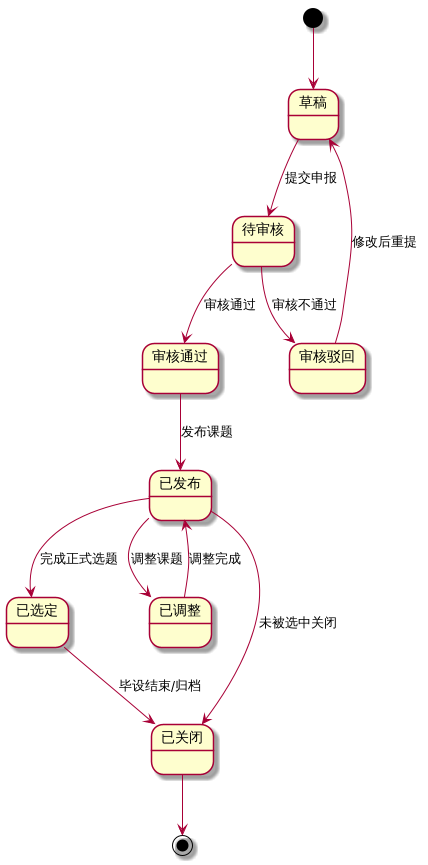 草稿
提交申报
待审核
修改后重提
审核通过
审核不通过
审核通过
审核驳回
发布课题
已发布
完成正式选题
调整课题
调整完成
已选定
已调整
未被选中关闭
毕设结束/归档
已关闭